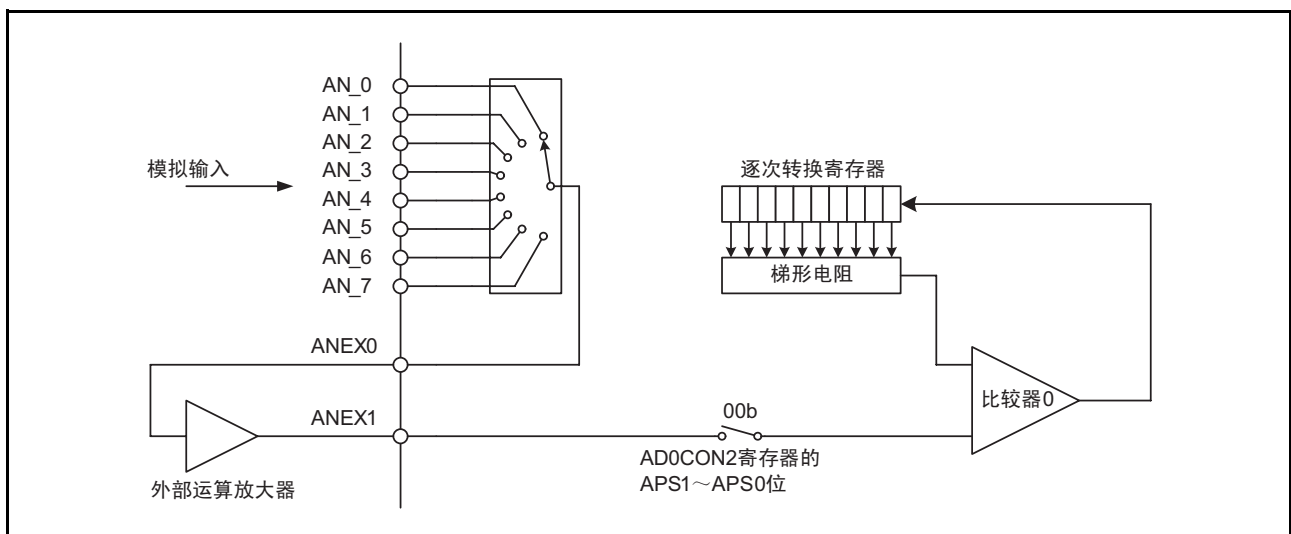 AN_0
AN_1
AN_2
AN_3
AN_4
AN_5
AN_6
AN_7
模拟输入
逐次转换寄存器
梯形电阻
ANEX0
ANEX1
外部运算放大器
00b
AD0CON2寄存器的
APS1～APS0位
比较器0